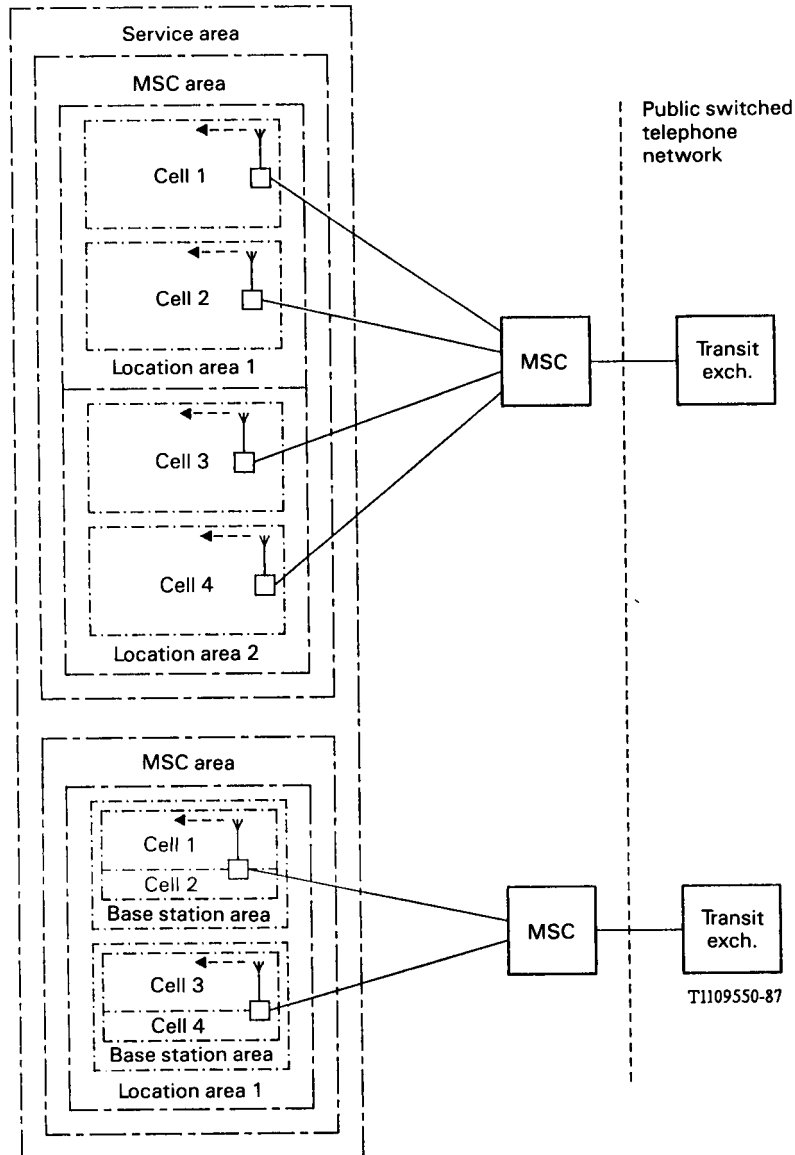 Service area
MSC area
Cell 1
Cell 2
Location area 1
Cell 3
Cell 4
Location area 2
MSC
Public switched
telephone
network
Transit
exch.
MSC area
Cell 1
Cell 2
Base station area
Cell 3
Cell 4
Base station area
Location area 1
MSC
Transit
exch.
T1109550-87